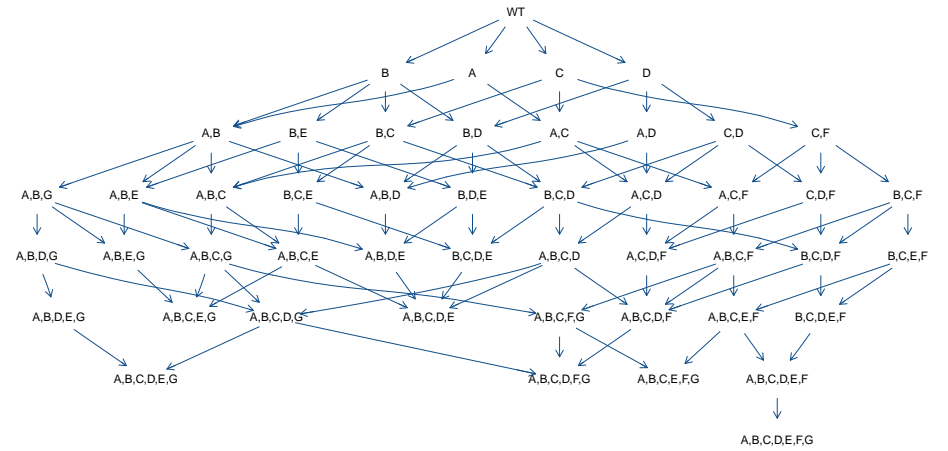 WT
B A C D
A,B B,E B,C B,D A,C A,D C,D C,F
A,B,G A,B,E A,B,C B,C,E A,B,D B,D,E B,C,D A,C,D A,C,F C,D,F B,C,F
A,B,D,G A,B,E,G A,B,C,G A,B,C,E A,B,D,E B,C,D,E A,B,C,D A,C,D,F A,B,C,F B,C,D,F B,C,E,F
A,B,D,E,G A,B,C,E,G A,B,C,D,G A,B,C,D,E A,B,C,F,G A,B,C,D,F A,B,C,E,F B,C,D,E,F
A,B,C,D,E,G A,B,C,D,F,G A,B,C,E,F,G A,B,C,D,E,F
A,B,C,D,E,F,G